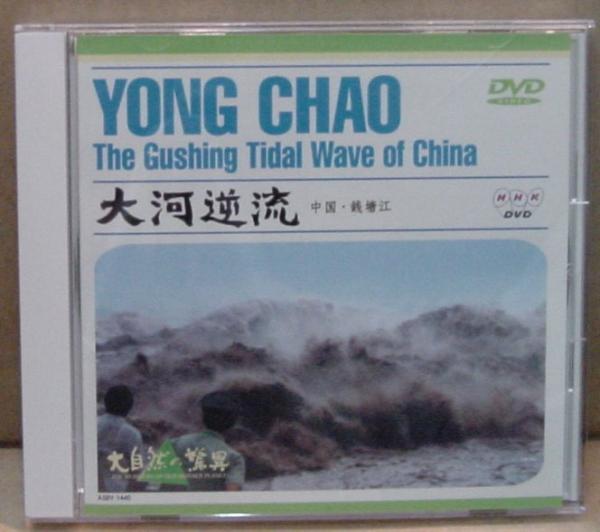 YONG CHAO
DVD
VIDEO
The Gushing Tidal Wave of China
大河逆流 中国・銭塘江
NHK
DVD
大自然の驚異